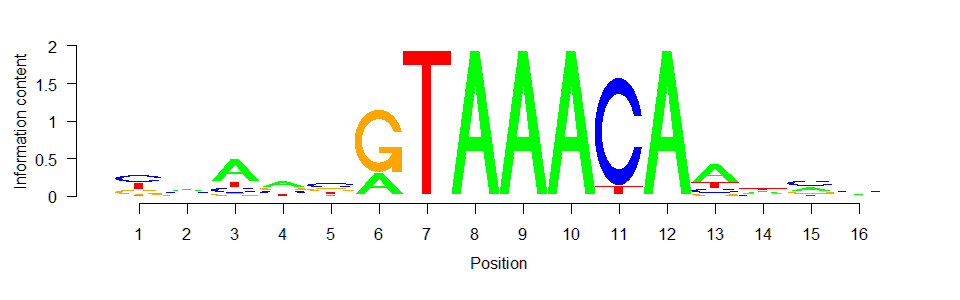 Information content
2
1.5
1
0.5
0
C T G A A C G T A A C G A T C G A G T A A A C T A A T C G T A C A G
1 2 3 4 5 6 7 8 9 10 11 12 13 14 15 16
Position